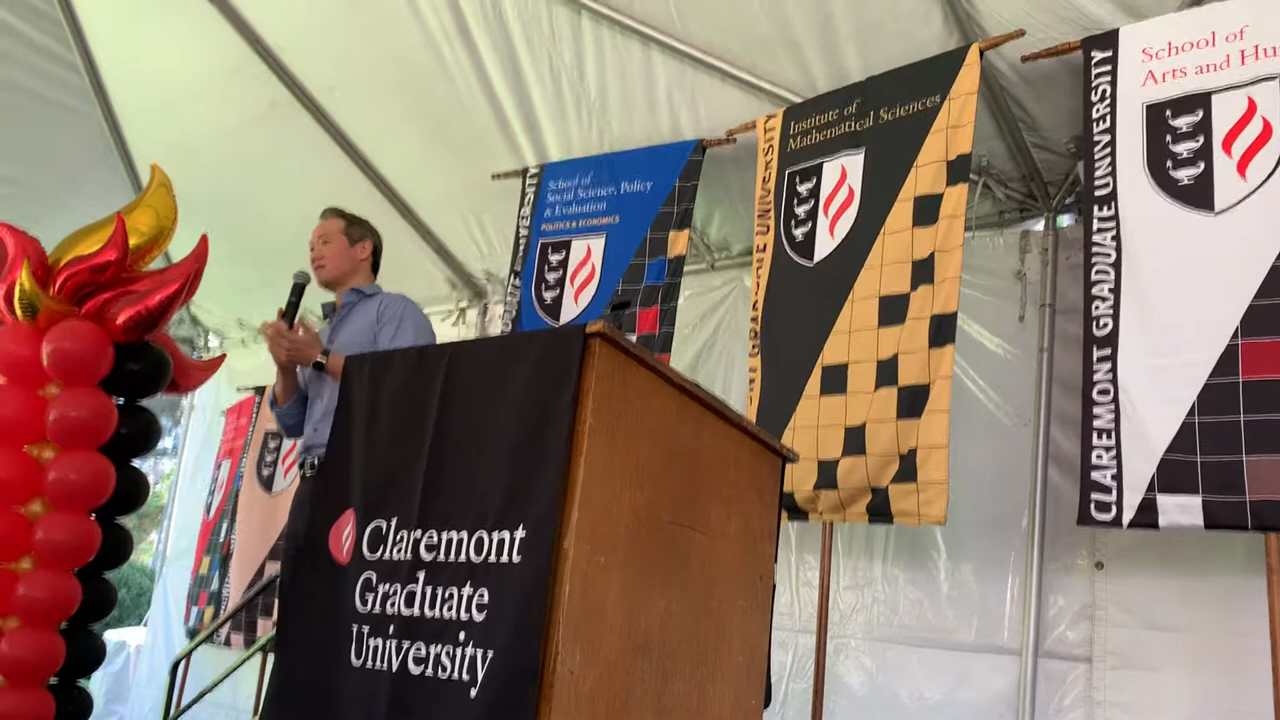 School of
Social Science, Policy
& Evaluation
POLITICS & ECONOMICS
Institute of
Mathematical Sciences
UNIVERSITY
School of
Arts and
CLAREMONT GRADUATE UNIVERSITY
Claremont
Graduate
University